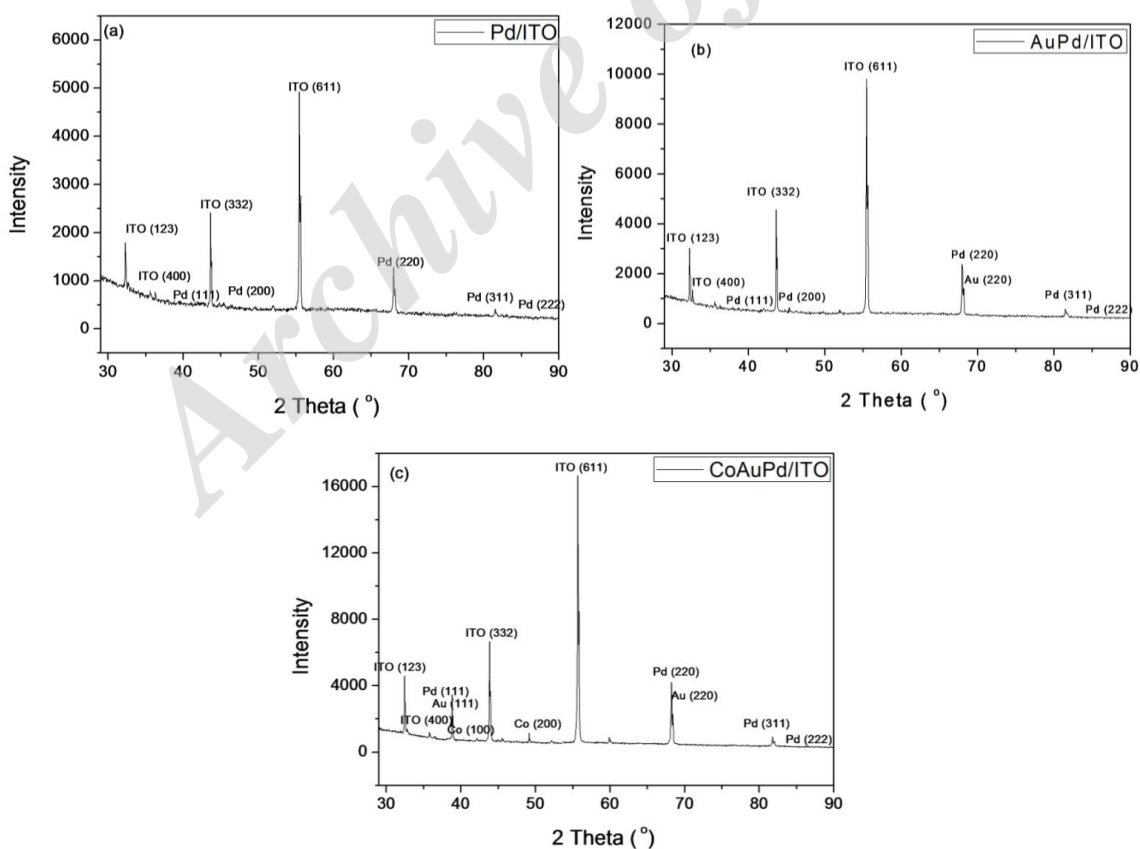 Archive of
(a)
Pd/ITO
6000
5000
4000
3000
2000
1000
0
Intensity
ITO (611)
ITO (332)
ITO (123)
ITO (400)
Pd (111)
Pd (200)
Pd (220)
Pd (311)
Pd (222)
30 40 50 60 70 80 90
2 Theta ( °)
(b)
AuPd/ITO
12000
10000
8000
6000
4000
2000
0
Intensity
ITO (611)
ITO (332)
ITO (123)
ITO (400)
Pd (111)
Pd (200)
Pd (220)
Au (220)
Pd (311)
Pd (222)
30 40 50 60 70 80 90
2 Theta ( °)
(c)
CoAuPd/ITO
16000
12000
8000
4000
0
Intensity
ITO (611)
ITO (332)
ITO (123)
Pd (111)
Au (111)
ITO (400)
Co (100)
Co (200)
Pd (220)
Au (220)
Pd (311)
Pd (222)
30 40 50 60 70 80 90
2 Theta ( °)